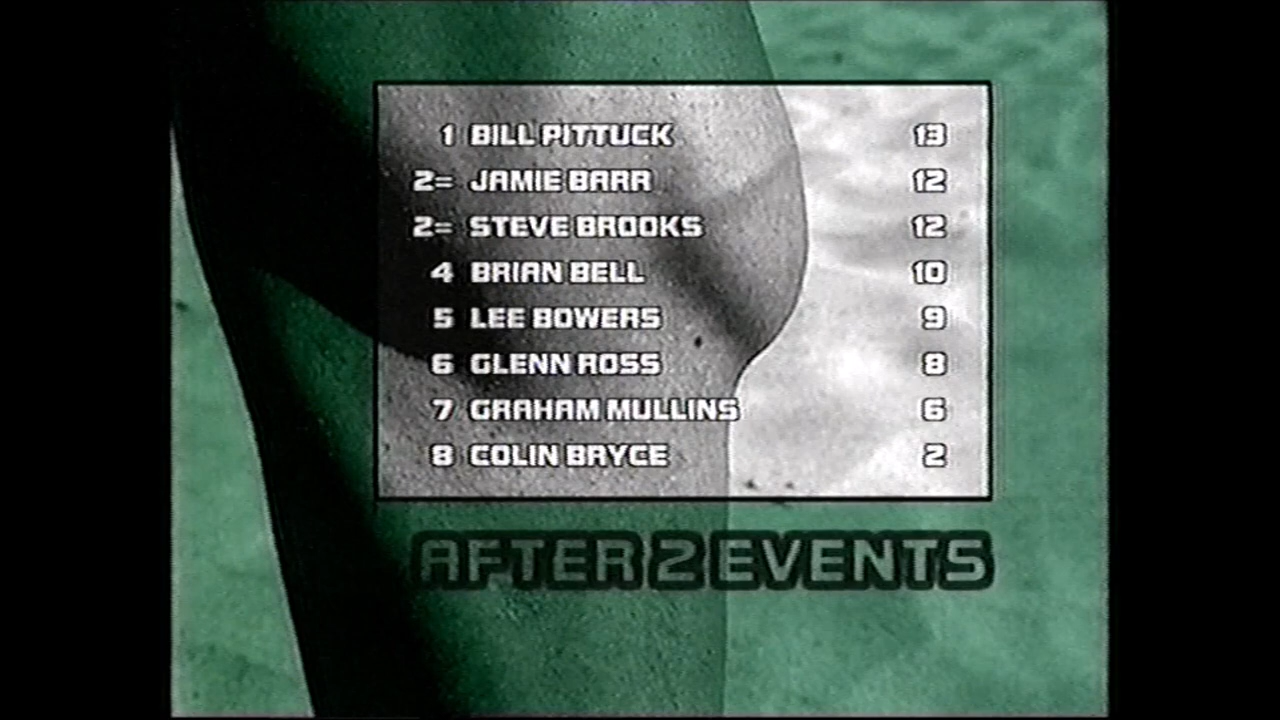 1 BILL PITTUCK 13
2= JAMIE BARR 12
2= STEVE BROOKS 12
4 BRIAN BELL 10
5 LEE BOWERS 9
6 GLENN ROSS 8
7 GRAHAM MULLINS 6
8 COLIN BRYCE 2
AFTER 2 EVENTS